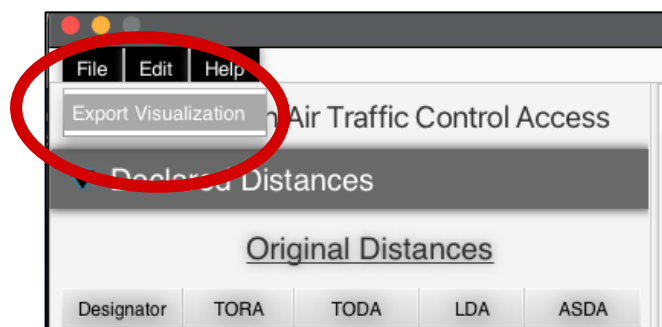 File Edit Help
Export Visualization
n Air Traffic Control Access
Declared Distances
Original Distances
Designator TORA TODA LDA ASDA